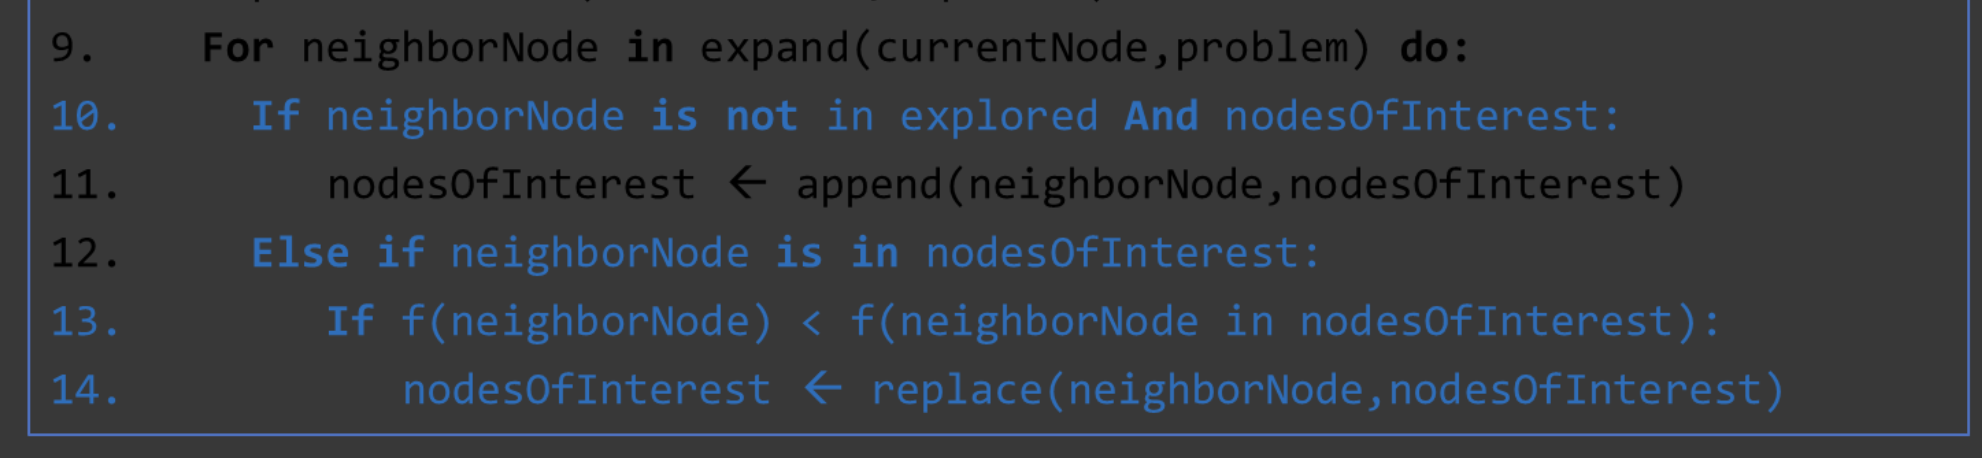 9. For neighborNode in expand(currentNode,problem) do:
10. If neighborNode is not in explored And nodesOfInterest:
11. nodesOfInterest ← append(neighborNode,nodesOfInterest)
12. Else if neighborNode is in nodesOfInterest:
13. If f(neighborNode) < f(neighborNode in nodesOfInterest):
14. nodesOfInterest ← replace(neighborNode,nodesOfInterest)